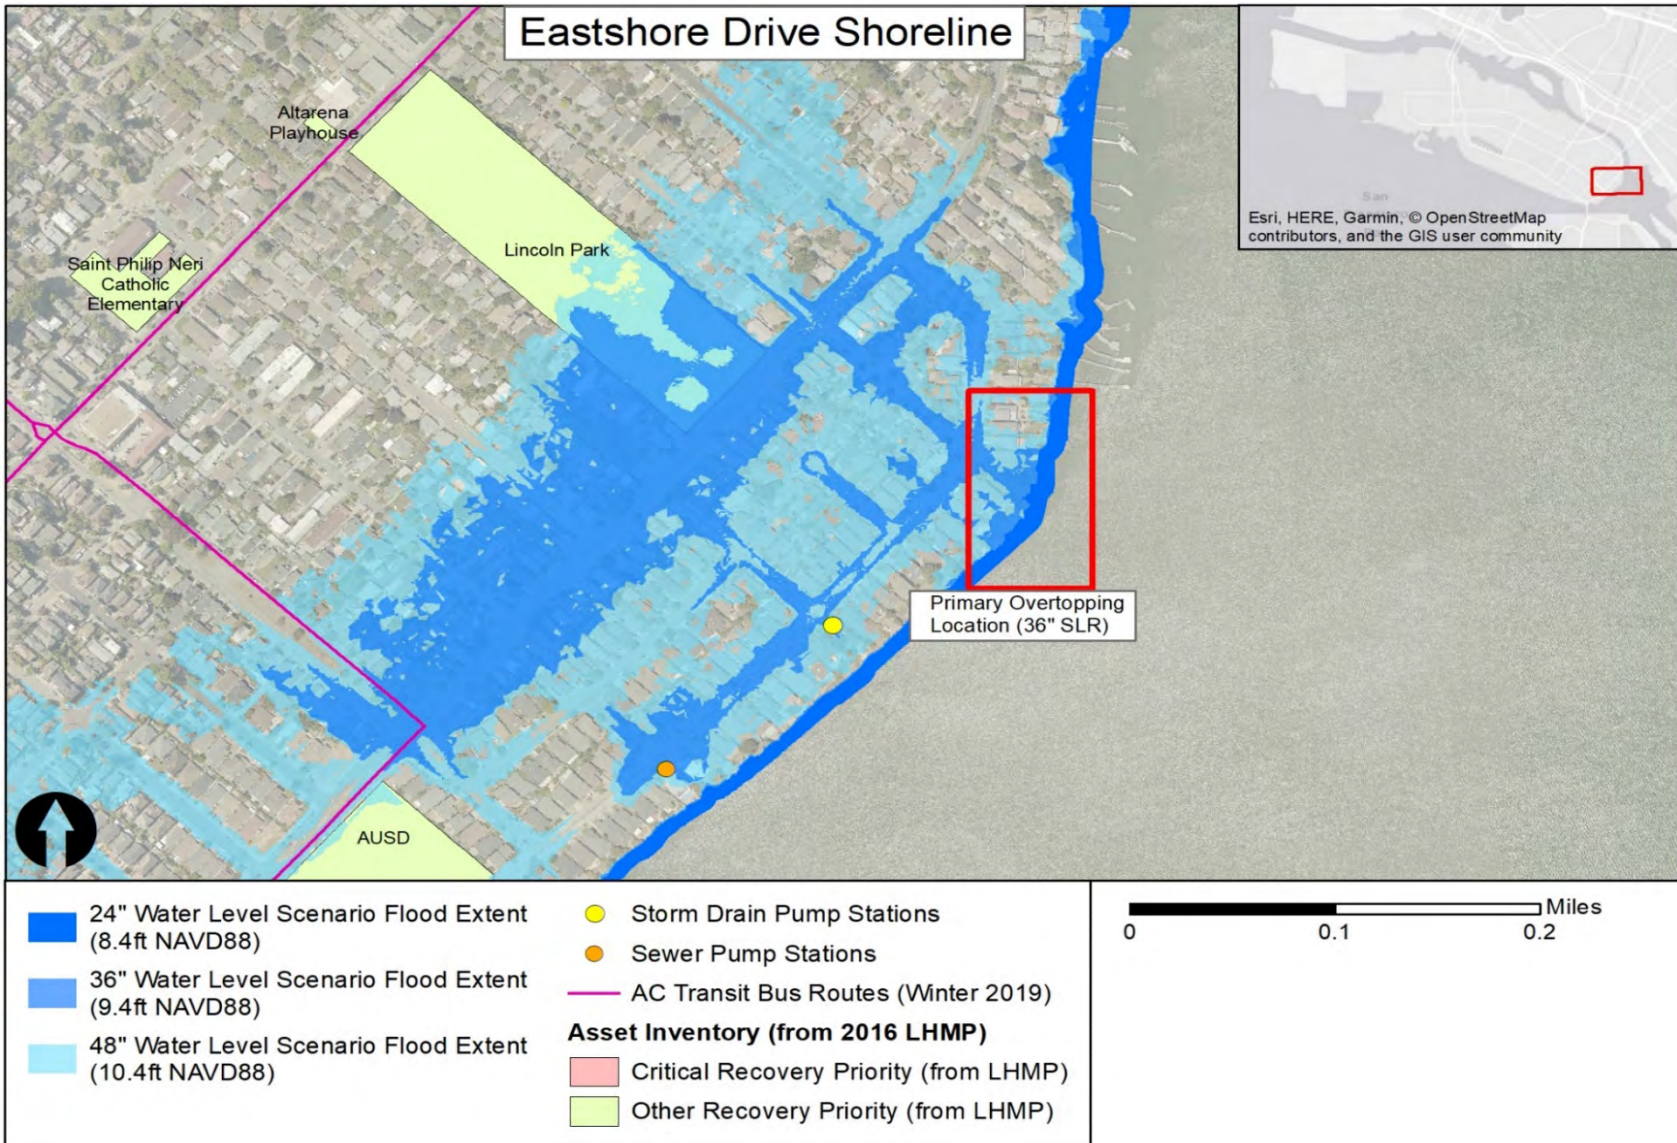 Eastshore Drive Shoreline
Altarena
Playhouse
Lincoln Park
Saint Philip Neri
Catholic
Elementary
San
Esri, HERE, Garmin, © OpenStreetMap
contributors, and the GIS user community
Primary Overtopping
Location (36" SLR)
AUSD
24" Water Level Scenario Flood Extent
(8.4ft NAVD88)
36" Water Level Scenario Flood Extent
(9.4ft NAVD88)
48" Water Level Scenario Flood Extent
(10.4ft NAVD88)
Storm Drain Pump Stations
Sewer Pump Stations
AC Transit Bus Routes (Winter 2019)
Asset Inventory (from 2016 LHMP)
Critical Recovery Priority (from LHMP)
Other Recovery Priority (from LHMP)
Miles
0 0.1 0.2